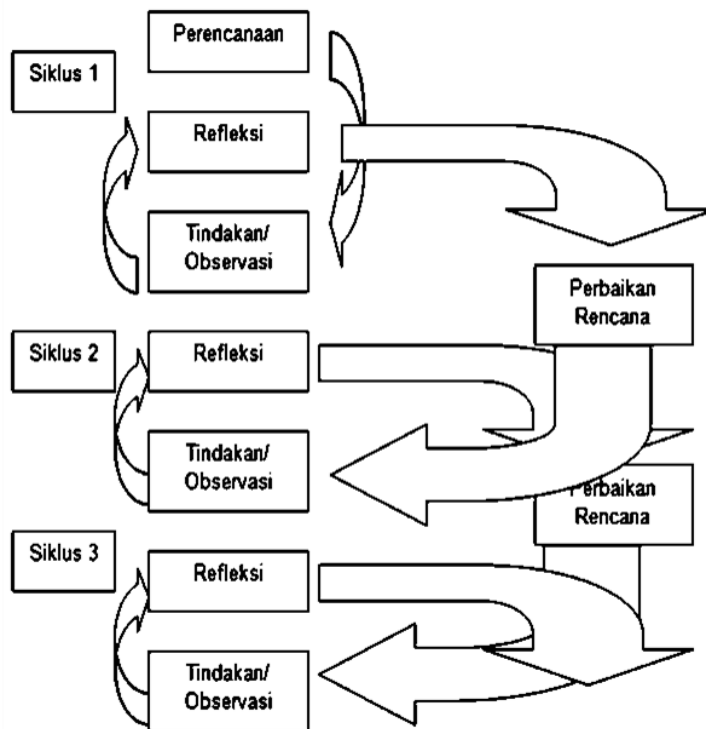 Perencanaan
Siklus 1
Refleksi
Tindakan/
Observasi
Perbaikan
Rencana
Siklus 2
Refleksi
Tindakan/
Observasi
Perbaikan
Rencana
Siklus 3
Refleksi
Tindakan/
Observasi